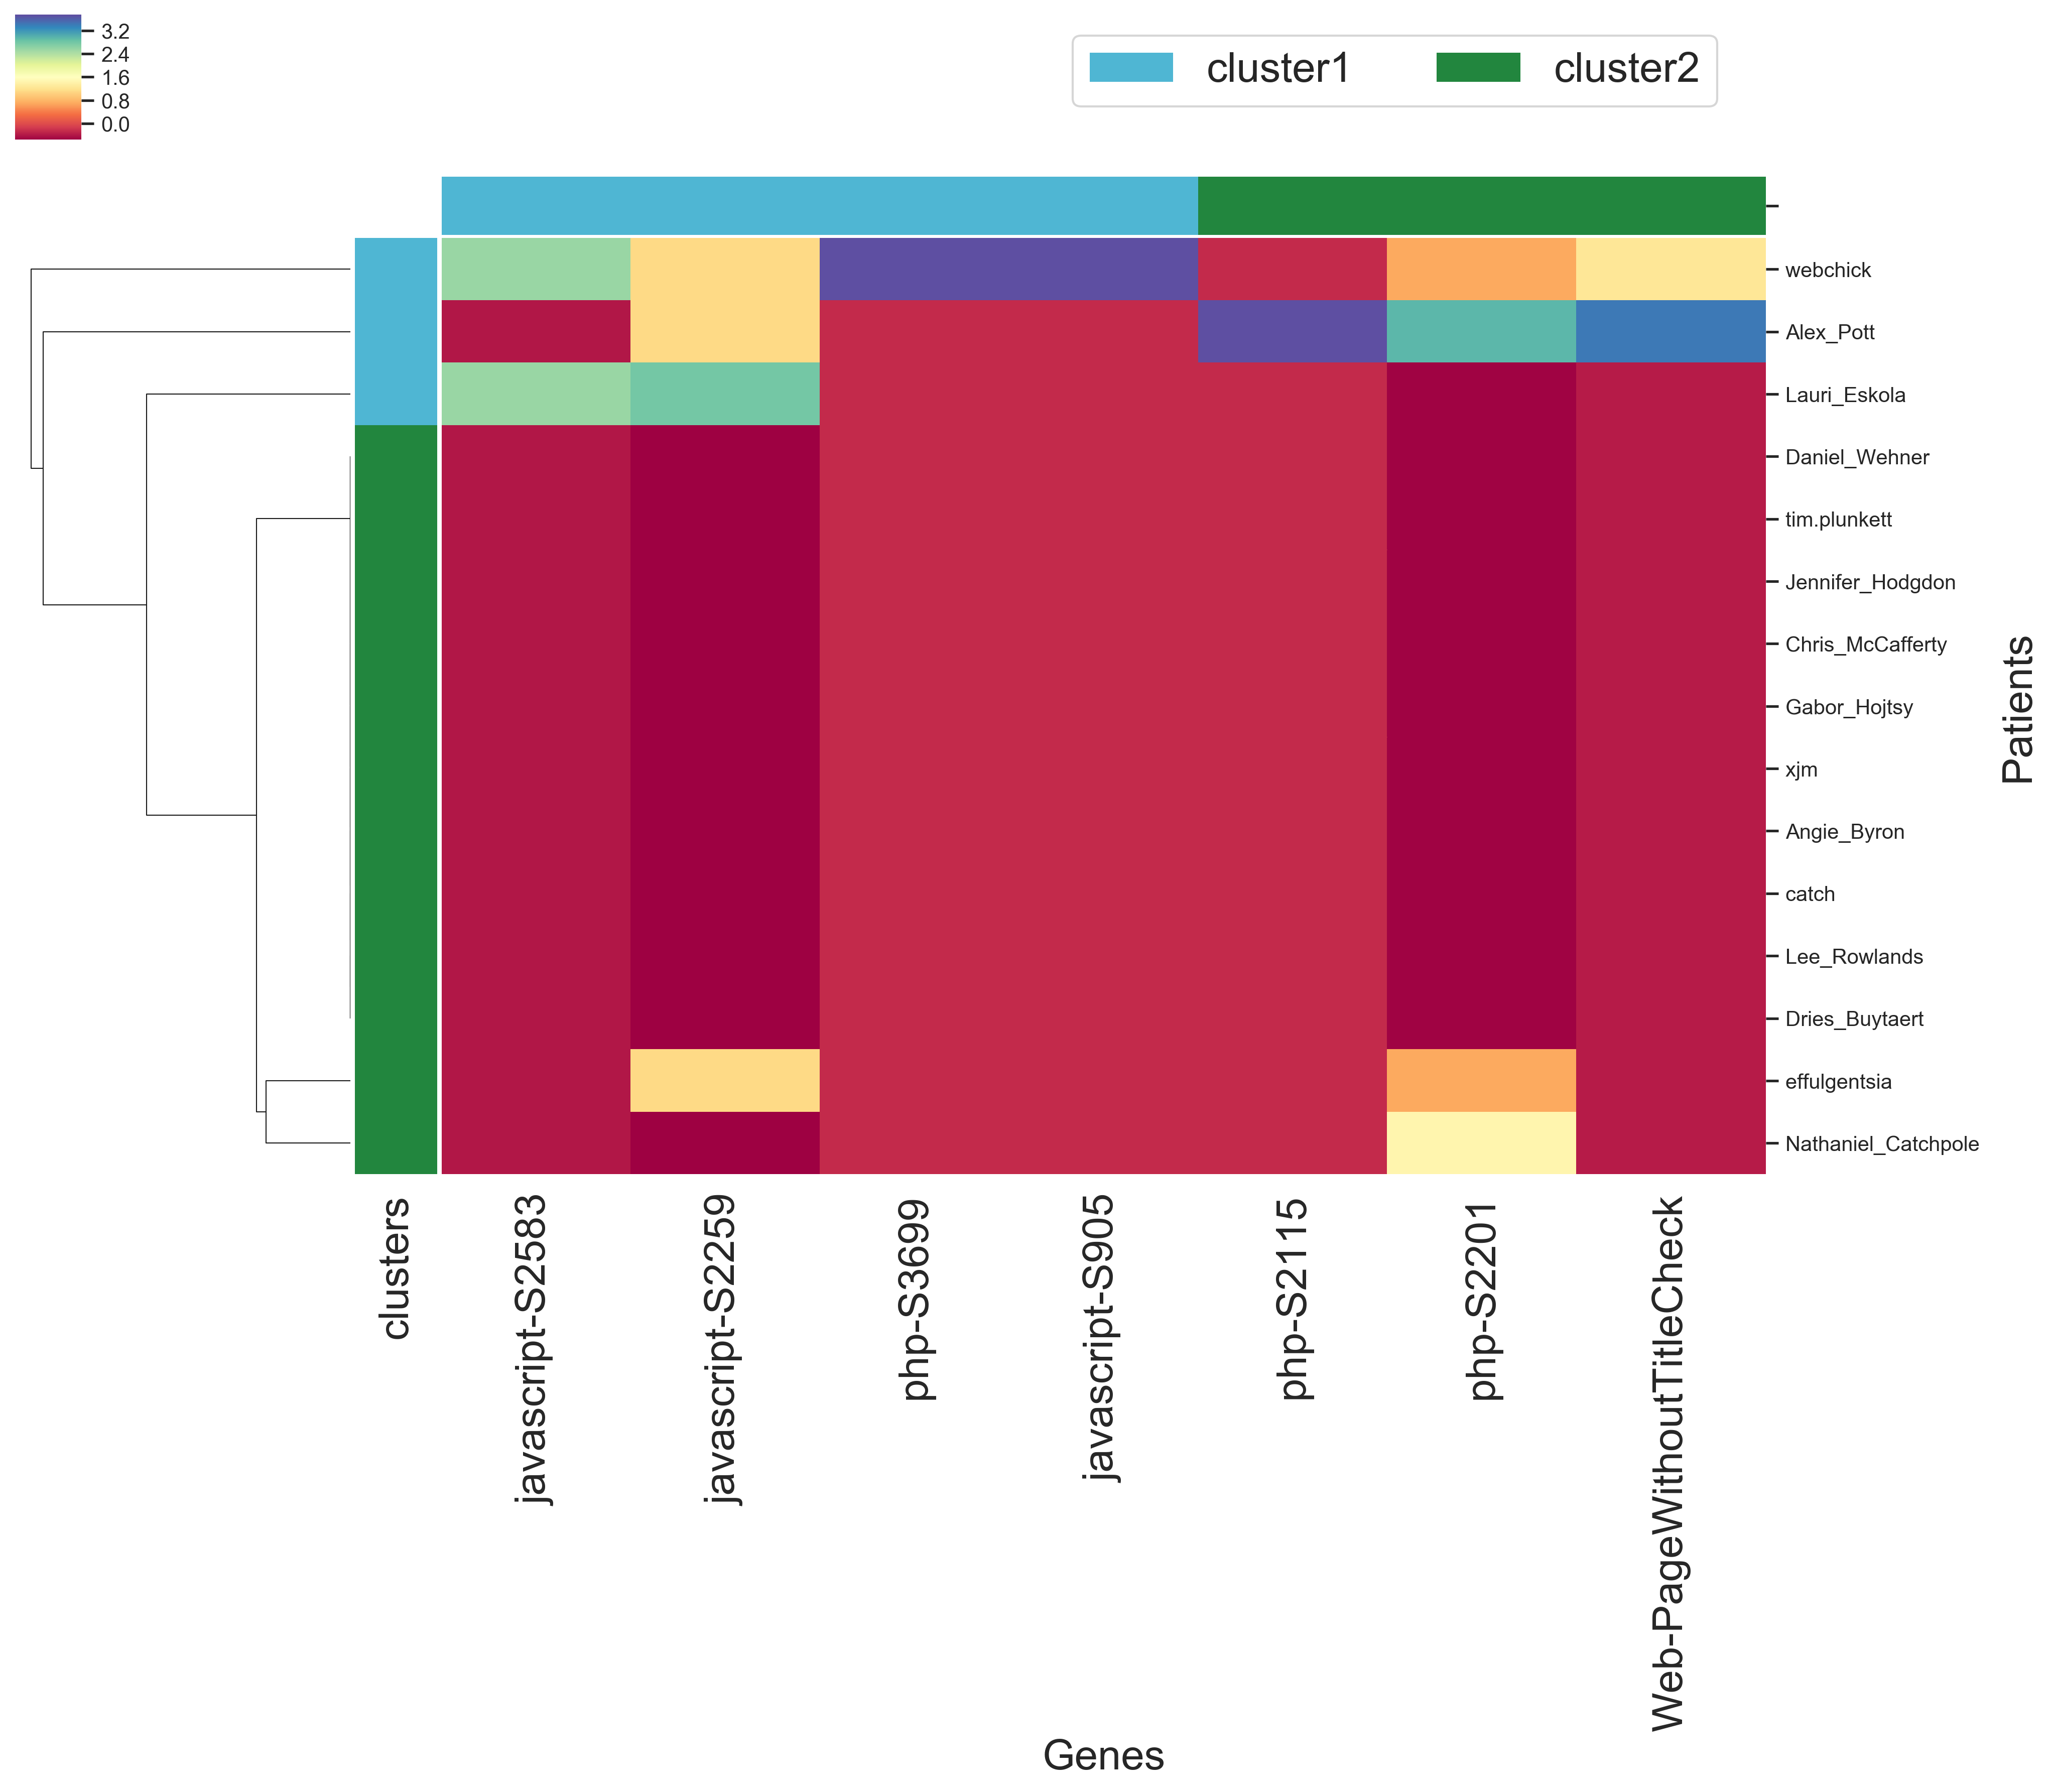 3.2
2.4
1.6
0.8
0.0
cluster1 cluster2
webchick
Alex_Pott
Lauri_Eskola
Daniel_Wehner
tim.plunkett
Jennifer_Hodgdon
Chris_McCafferty
Gabor_Hojtsy
xjm
Angie_Byron
catch
Lee_Rowlands
Dries_Buytaert
effulgentsia
Nathaniel_Catchpole
Patients
clusters
javascript-S2583
javascript-S2259
php-S3699
javascript-S905
php-S2115
php-S2201
Web-PageWithoutTitleCheck
Genes